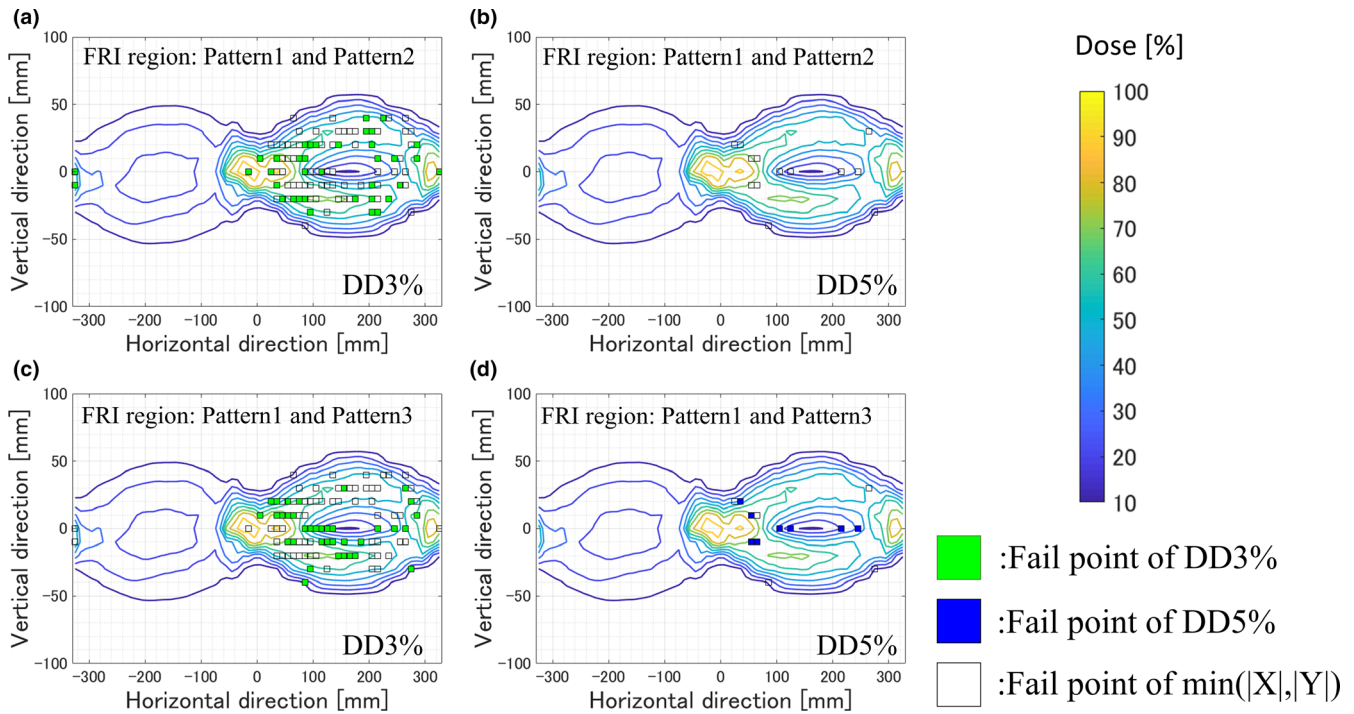 (a)
FRI region: Pattern1 and Pattern2
100
50
0
−50
−100
Vertical direction [mm]
DD3%
−300 −200 −100 0 100 200 300
Horizontal direction [mm]
(b)
FRI region: Pattern1 and Pattern2
100
50
0
−50
−100
Vertical direction [mm]
DD5%
−300 −200 −100 0 100 200 300
Horizontal direction [mm]
(c)
FRI region: Pattern1 and Pattern3
100
50
0
−50
−100
Vertical direction [mm]
DD3%
−300 −200 −100 0 100 200 300
Horizontal direction [mm]
(d)
FRI region: Pattern1 and Pattern3
100
50
0
−50
−100
Vertical direction [mm]
DD5%
−300 −200 −100 0 100 200 300
Horizontal direction [mm]
Dose [%]
100
90
80
70
60
50
40
30
20
10
:Fail point of DD3%
:Fail point of DD5%
:Fail point of min(|X|,|Y|)